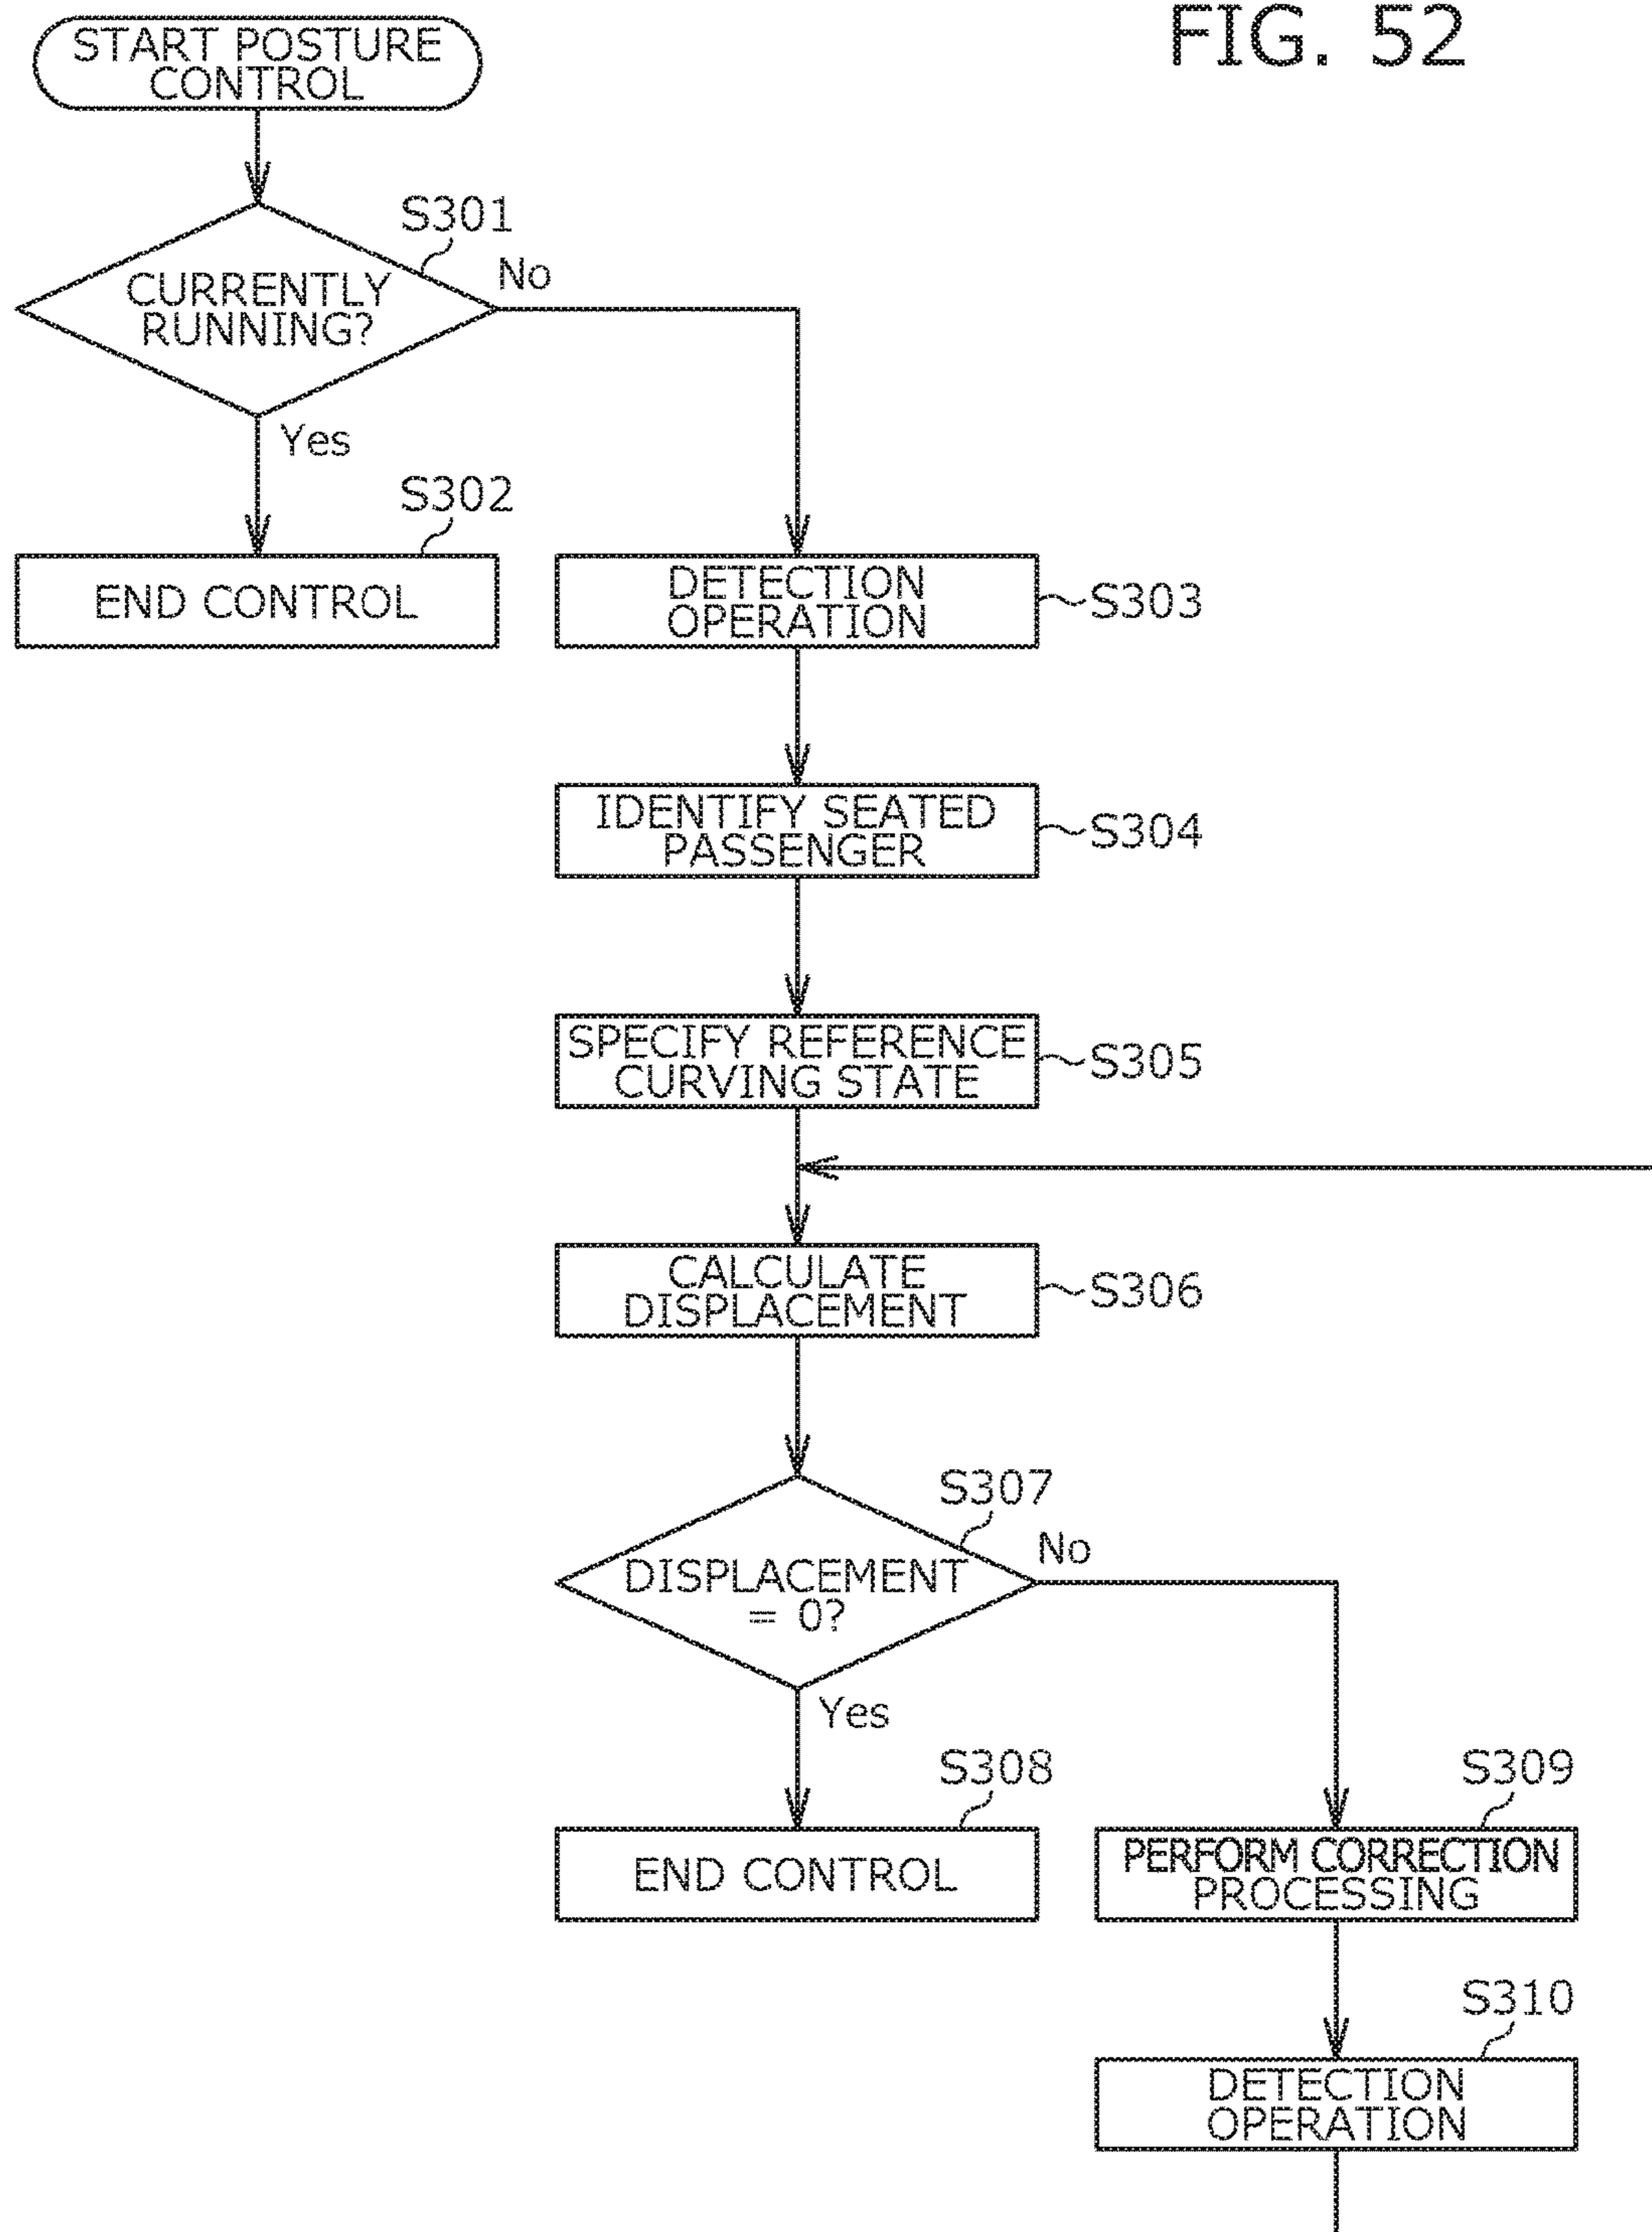 FIG. 52
START POSTURE
CONTROL
S301
CURRENTLY
RUNNING?
No
Yes
S302
END CONTROL
DETECTION
OPERATION
S303
IDENTIFY SEATED
PASSENGER
S304
SPECIFY REFERENCE
CURVING STATE
S305
CALCULATE
DISPLACEMENT
S306
S307
DISPLACEMENT
= 0?
No
Yes
S308
END CONTROL
S309
PERFORM CORRECTION
PROCESSING
S310
DETECTION
OPERATION